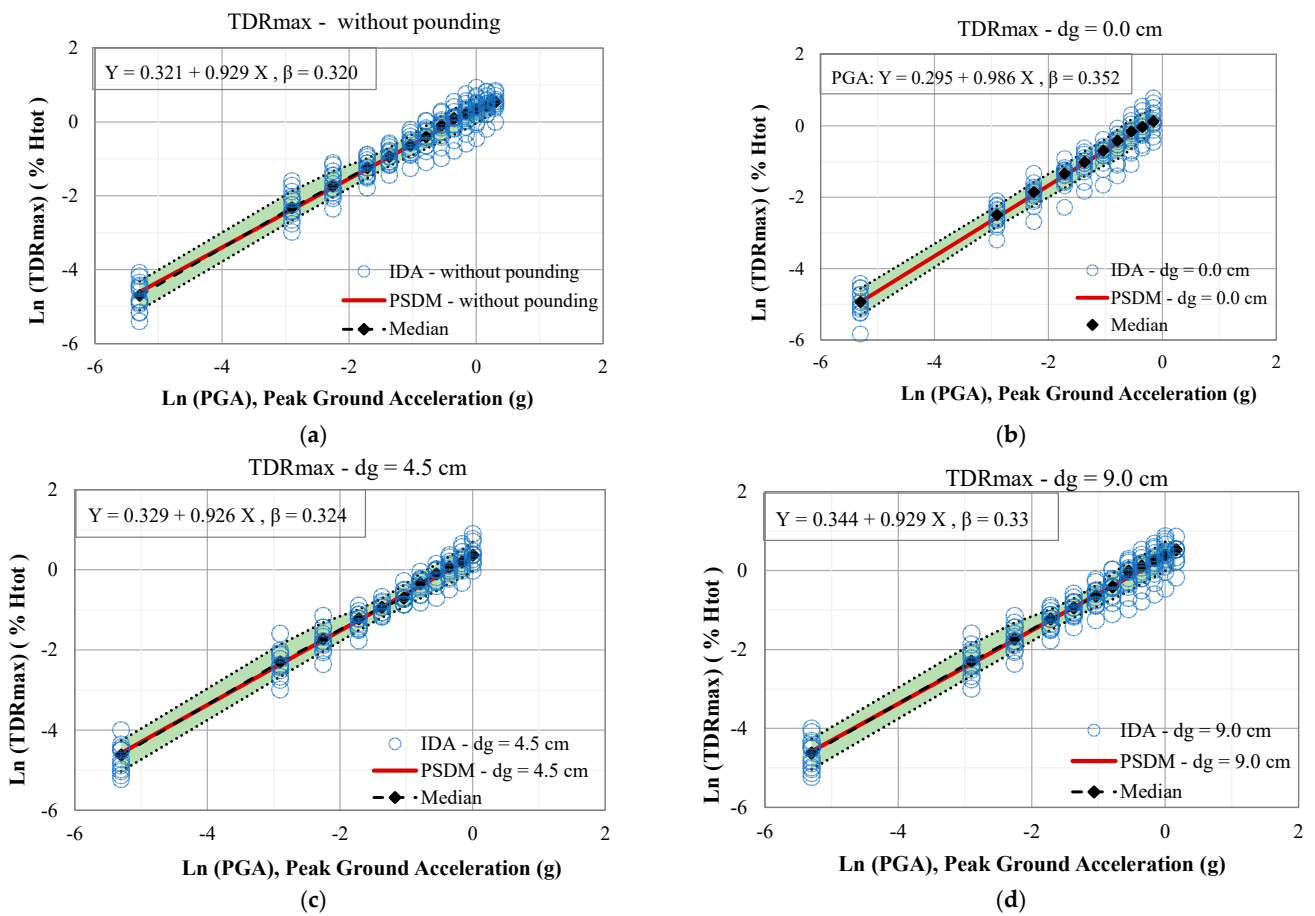 TDRmax - without pounding
Y = 0.321 + 0.929 X , β = 0.320
2
0
-2
-4
-6
Ln (TDRmax) ( % Htot )
IDA - without pounding
PSDM - without pounding
Median
-6 -4 -2 0 2
Ln (PGA), Peak Ground Acceleration (g)
(a)
TDRmax - dg = 0.0 cm
PGA: Y = 0.295 + 0.986 X , β = 0.352
2
0
-2
-4
-6
Ln (TDRmax) ( % Htot )
IDA - dg = 0.0 cm
PSDM - dg = 0.0 cm
Median
-6 -4 -2 0 2
Ln (PGA), Peak Ground Acceleration (g)
(b)
TDRmax - dg = 4.5 cm
Y = 0.329 + 0.926 X , β = 0.324
2
0
-2
-4
-6
Ln (TDRmax) ( % Htot )
IDA - dg = 4.5 cm
PSDM - dg = 4.5 cm
Median
-6 -4 -2 0 2
Ln (PGA), Peak Ground Acceleration (g)
(c)
TDRmax - dg = 9.0 cm
Y = 0.344 + 0.929 X , β = 0.33
2
0
-2
-4
-6
Ln (TDRmax) ( % Htot )
IDA - dg = 9.0 cm
PSDM - dg = 9.0 cm
Median
-6 -4 -2 0 2
Ln (PGA), Peak Ground Acceleration (g)
(d)